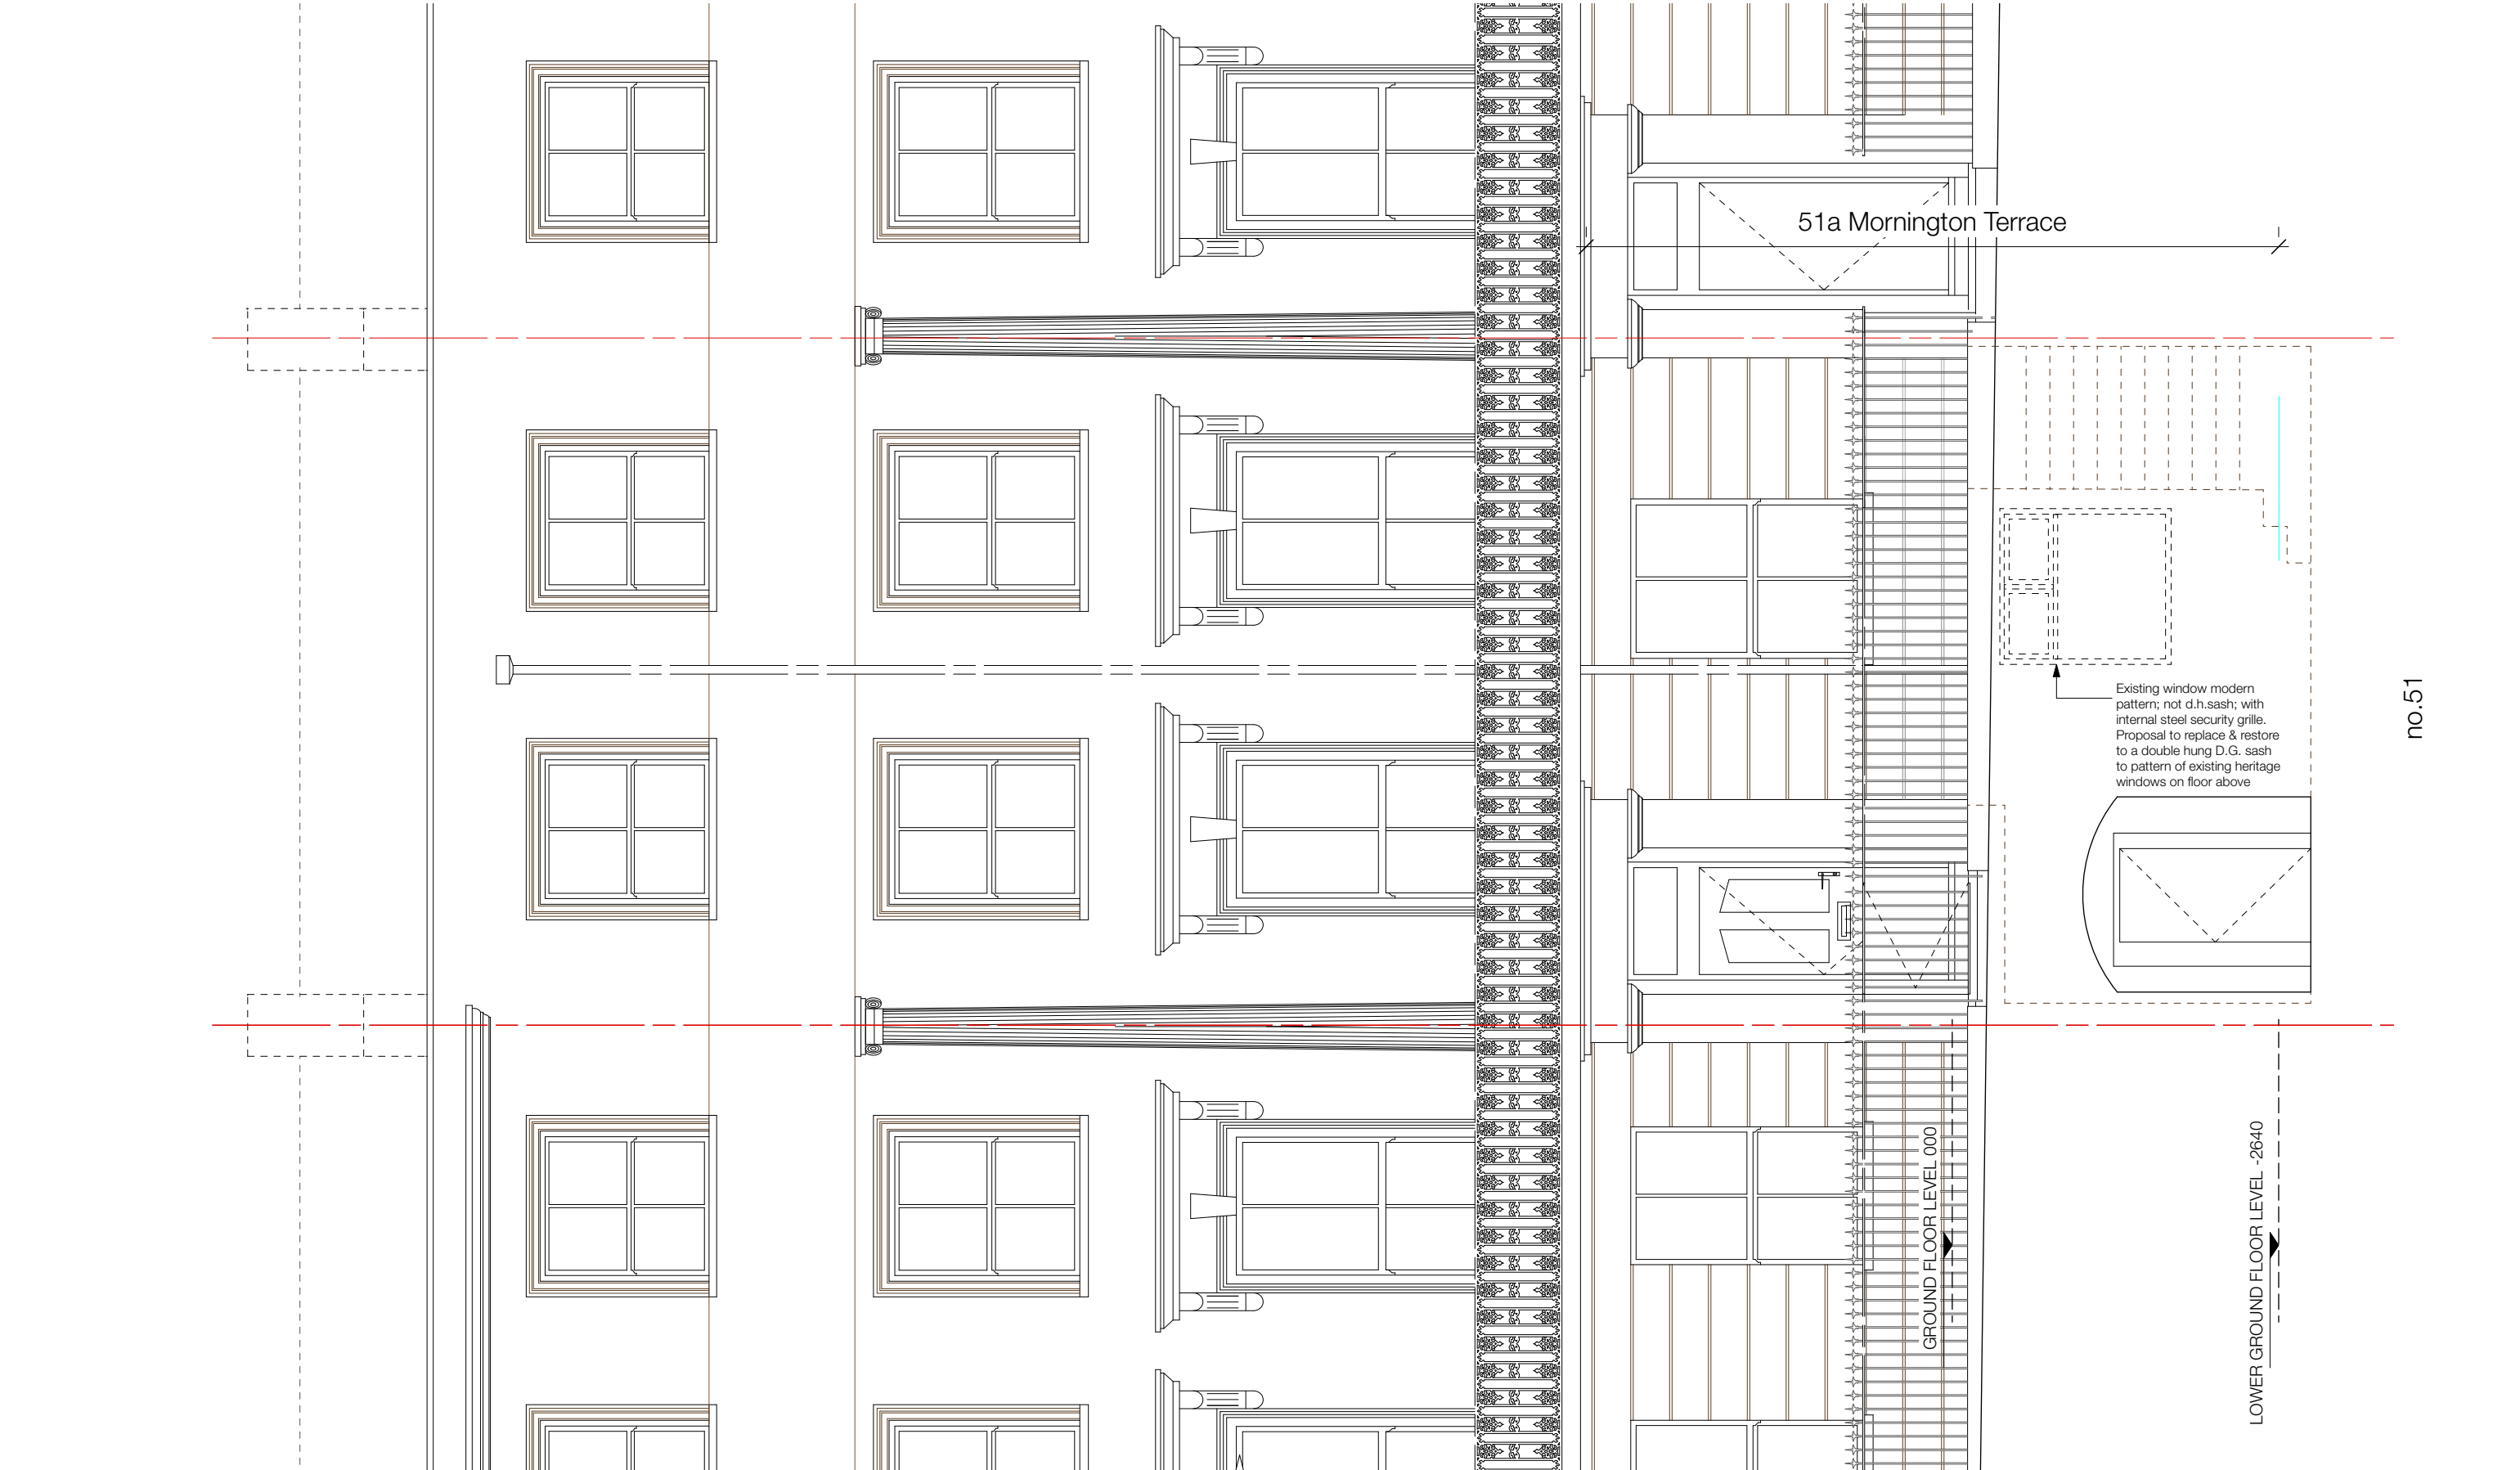 51a Mornington Terrace
Existing window modern
pattern; not d.h.sash; with
internal steel security grille.
Proposal to replace & restore
to a double hung D.G. sash
to pattern of existing heritage
windows on floor above
no.51
GROUND FLOOR LEVEL 000
LOWER GROUND FLOOR LEVEL -2640